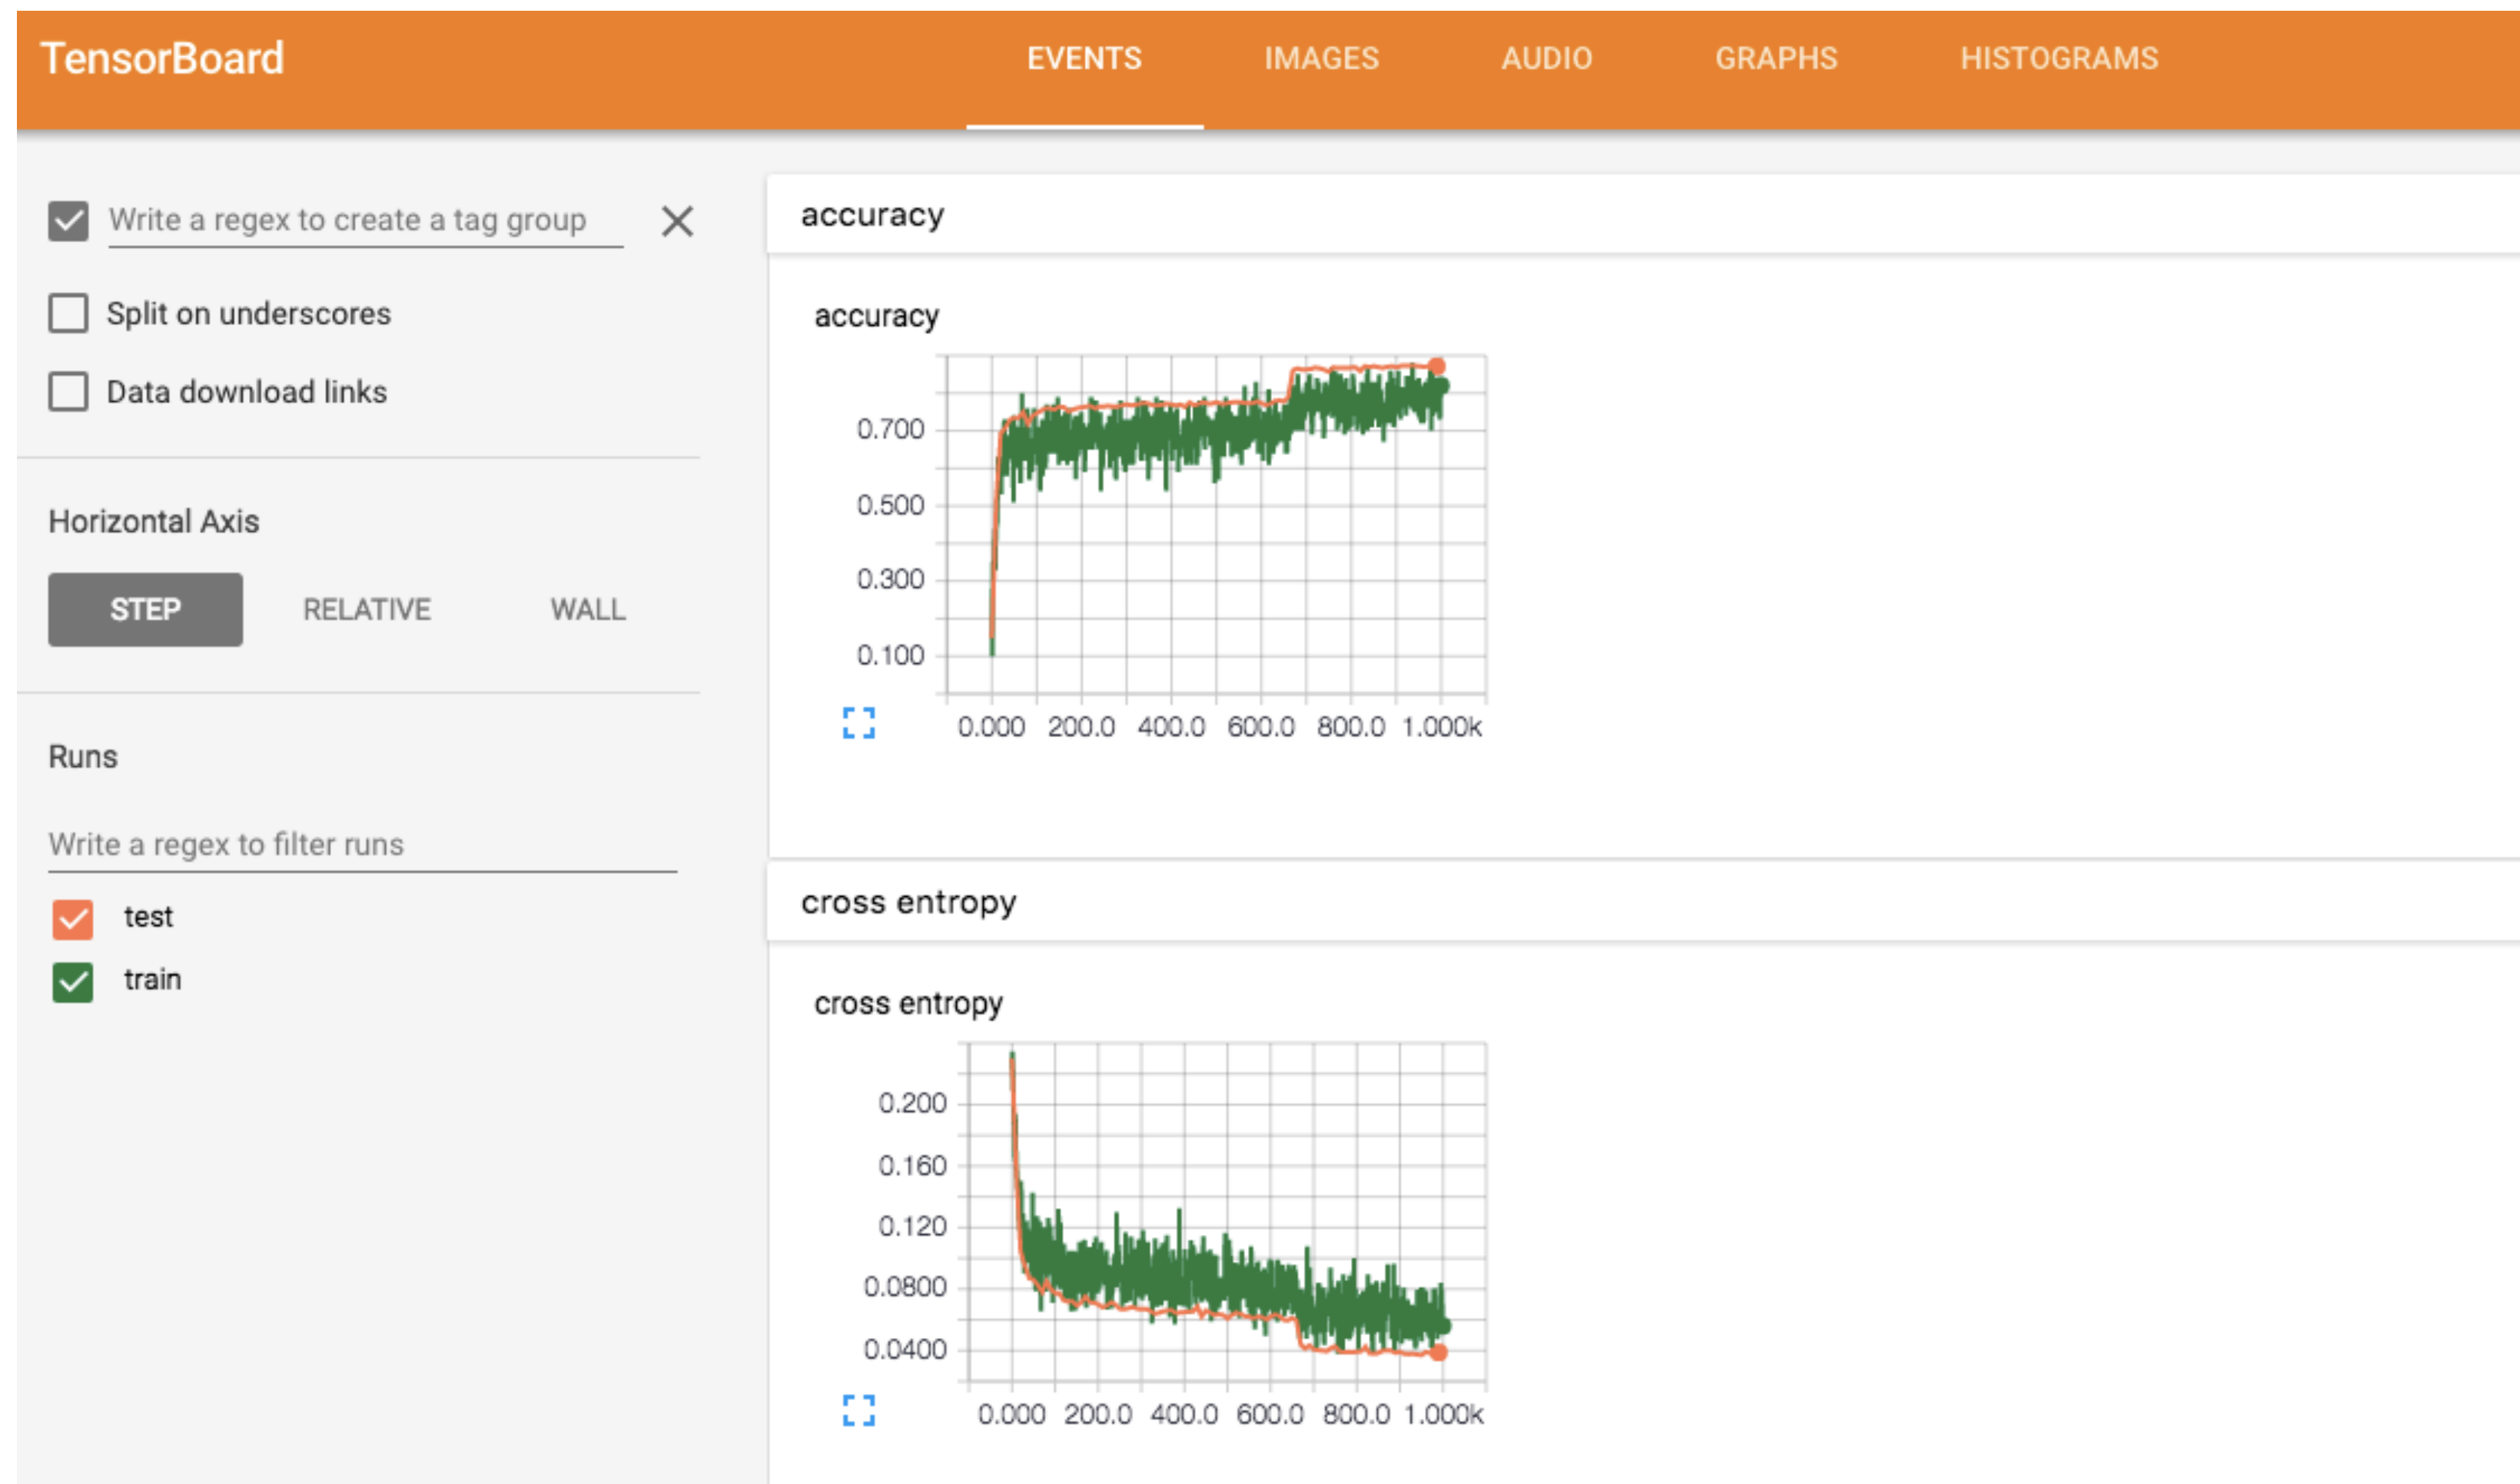 TensorBoard
EVENTS IMAGES AUDIO GRAPHS HISTOGRAMS
Write a regex to create a tag group
Split on underscores
Data download links
Horizontal Axis
STEP RELATIVE WALL
Runs
Write a regex to filter runs
test
train
accuracy
accuracy
0.700
0.500
0.300
0.100
0.000 200.0 400.0 600.0 800.0 1.000k
cross entropy
cross entropy
0.200
0.160
0.120
0.0800
0.0400
0.000 200.0 400.0 600.0 800.0 1.000k